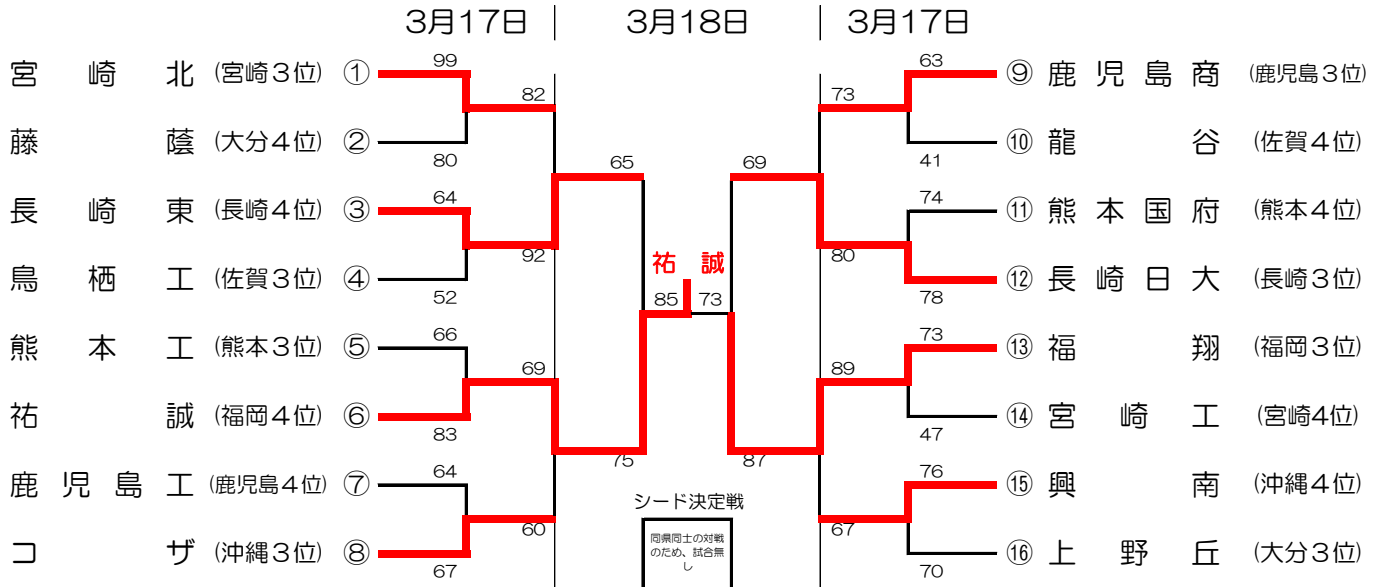 3月17日 3月18日 3月17日
99 63
宮崎北 (宮崎3位) ① ⑨ 鹿児島商 (鹿児島3位)
82 73
藤蔭 (大分4位) ② ⑩ 龍谷 (佐賀4位)
80 65 69 41
64 74
長崎東 (長崎4位) ③ ⑪ 熊本国府 (熊本4位)
92 祐誠 80
鳥栖工 (佐賀3位) ④ ⑫ 長崎日大 (長崎3位)
52 85 73 78
66 73
熊本工 (熊本3位) ⑤ ⑬ 福翔 (福岡3位)
69 89
祐誠 (福岡4位) ⑥ ⑭ 宮崎工 (宮崎4位)
83 47
75 87
64 76
鹿児島工 (鹿児島4位) ⑦ ⑮ 興南 (沖縄4位)
シード決定戦
60 67
同県同士の対戦
のため、試合無
し
コザ (沖縄3位) ⑧ ⑯ 上野丘 (大分3位)
67 70